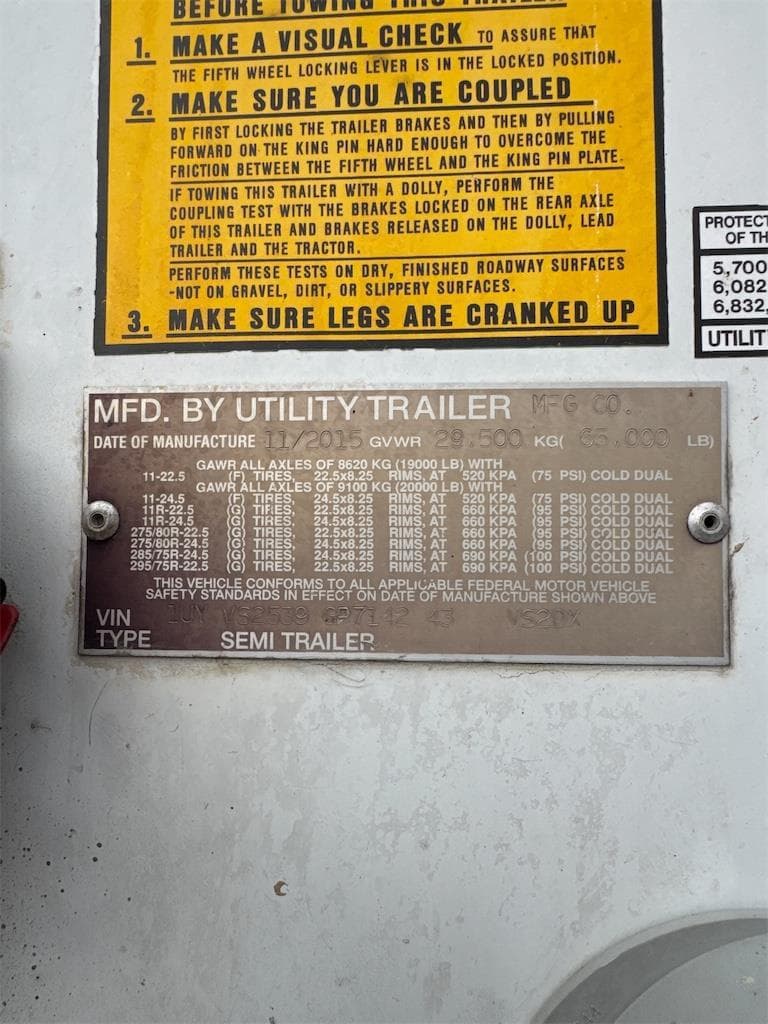 BEFORE TOWING THIS TRAILER
1. MAKE A VISUAL CHECK TO ASSURE THAT
THE FIFTH WHEEL LOCKING LEVER IS IN THE LOCKED POSITION.
2. MAKE SURE YOU ARE COUPLED
BY FIRST LOCKING THE TRAILER BRAKES AND THEN BY PULLING
FORWARD ON THE KING PIN HARD ENOUGH TO OVERCOME THE
FRICTION BETWEEN THE FIFTH WHEEL AND THE KING PIN PLATE.
IF TOWING THIS TRAILER WITH A DOLLY, PERFORM THE
COUPLING TEST WITH THE BRAKES LOCKED ON THE REAR AXLE
OF THIS TRAILER AND BRAKES RELEASED ON THE DOLLY, LEAD
TRAILER AND THE TRACTOR.
PERFORM THESE TESTS ON DRY, FINISHED ROADWAY SURFACES
-NOT ON GRAVEL, DIRT, OR SLIPPERY SURFACES.
3. MAKE SURE LEGS ARE CRANKED UP
PROTECT
OF TH
5,700
6,082
6,832,
UTILIT
MFD. BY UTILITY TRAILER MFG CO.
DATE OF MANUFACTURE 11/2015 GVWR 29.500 KG( 65.000 LB)
GAWR ALL AXLES OF 8620 KG (19000 LB) WITH
11-22.5 (F) TIRES, 22.5x8.25 RIMS, AT 520 KPA (75 PSI) COLD DUAL
GAWR ALL AXLES OF 9100 KG (20000 LB) WITH
11-24.5 (F) TIRES, 24.5x8.25 RIMS, AT 520 KPA (75 PSI) COLD DUAL
11R-22.5 (G) TIRES, 22.5x8.25 RIMS, AT 660 KPA (95 PSI) COLD DUAL
11R-24.5 (G) TIRES, 24.5x8.25 RIMS, AT 660 KPA (95 PSI) COLD DUAL
275/80R-22.5 (G) TIRES, 22.5x8.25 RIMS, AT 660 KPA (95 PSI) COLD DUAL
275/80R-24.5 (G) TIRES, 24.5x8.25 RIMS, AT 660 KPA (95 PSI) COLD DUAL
285/75R-24.5 (G) TIRES, 24.5x8.25 RIMS, AT 690 KPA (100 PSI) COLD DUAL
295/75R-22.5 (G) TIRES, 22.5x8.25 RIMS, AT 690 KPA (100 PSI) COLD DUAL
THIS VEHICLE CONFORMS TO ALL APPLICABLE FEDERAL MOTOR VEHICLE
SAFETY STANDARDS IN EFFECT ON DATE OF MANUFACTURE SHOWN ABOVE
VIN 1UY VS2539 GP7142 43 VS2DX
TYPE SEMI TRAILER